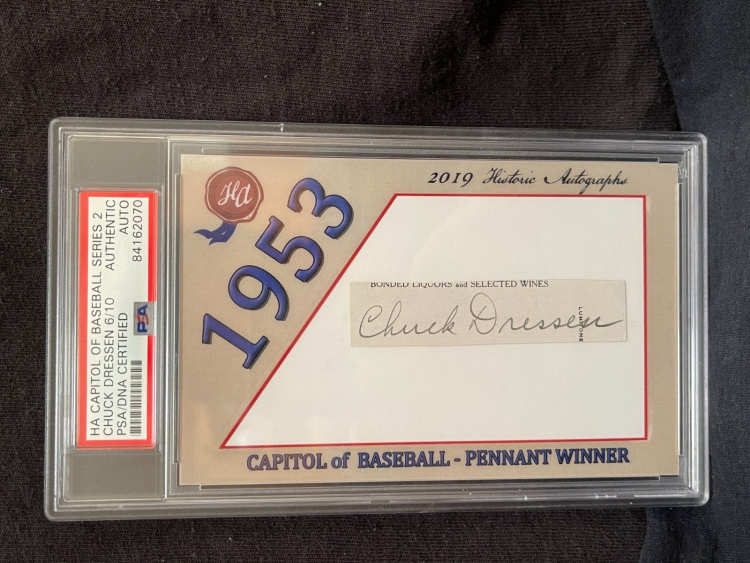 HA CAPITOL OF BASEBALL SERIES 2
CHUCK DRESSEN 6/10 AUTHENTIC
PSA/DNA CERTIFIED AUTO
84162070
PSA
HA
1953
2019 Historic Autographs
BONDED LIQUORS and SELECTED WINES
Chuck Dressen
CAPITOL of BASEBALL - PENNANT WINNER